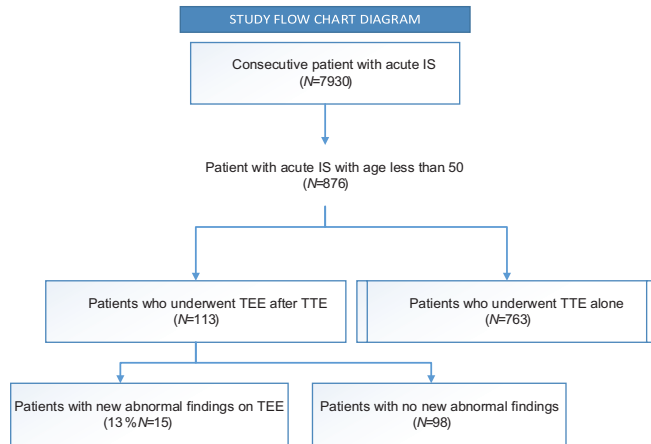 STUDY FLOW CHART DIAGRAM
Consecutive patient with acute IS
(N=7930)
Patient with acute IS with age less than 50
(N=876)
Patients who underwent TEE after TTE
(N=113)
Patients who underwent TTE alone
(N=763)
Patients with new abnormal findings on TEE
(13 %N=15)
Patients with no new abnormal findings
(N=98)